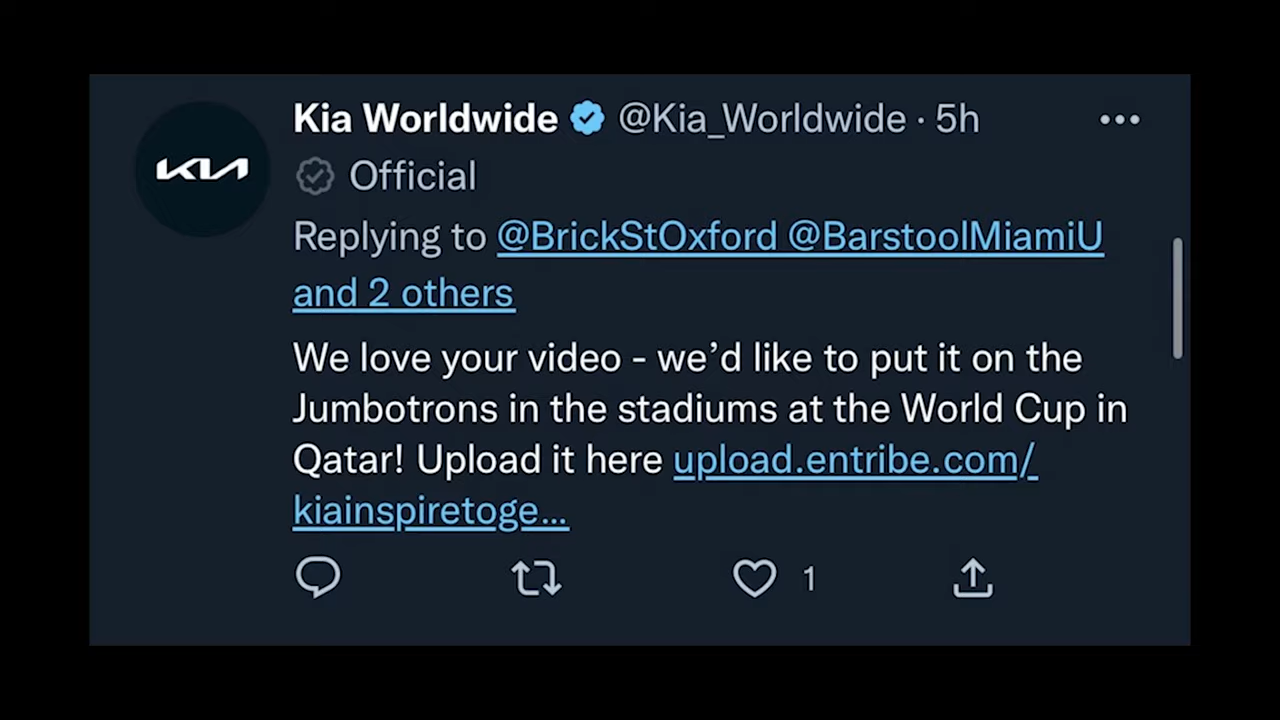 KIA
Kia Worldwide @Kia_Worldwide · 5h
Official
Replying to @BrickStOxford @BarstoolMiamiU
and 2 others
We love your video - we’d like to put it on the
Jumbotrons in the stadiums at the World Cup in
Qatar! Upload it here upload.entribe.com/
kiainspiretoge...
1